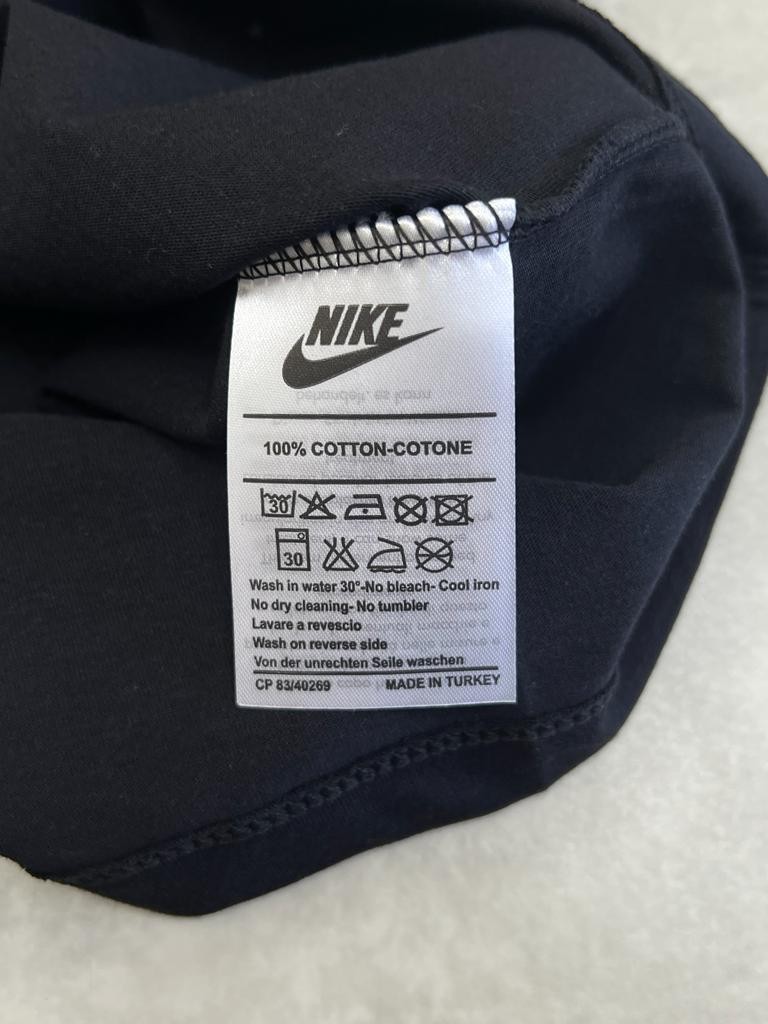 NIKE
100% COTTON-COTONE
30
30
Wash in water 30°-No bleach- Cool iron
No dry cleaning- No tumbler
Lavare a revescio
Wash on reverse side
Von der unrechten Seile waschen
CP 83/40269 MADE IN TURKEY